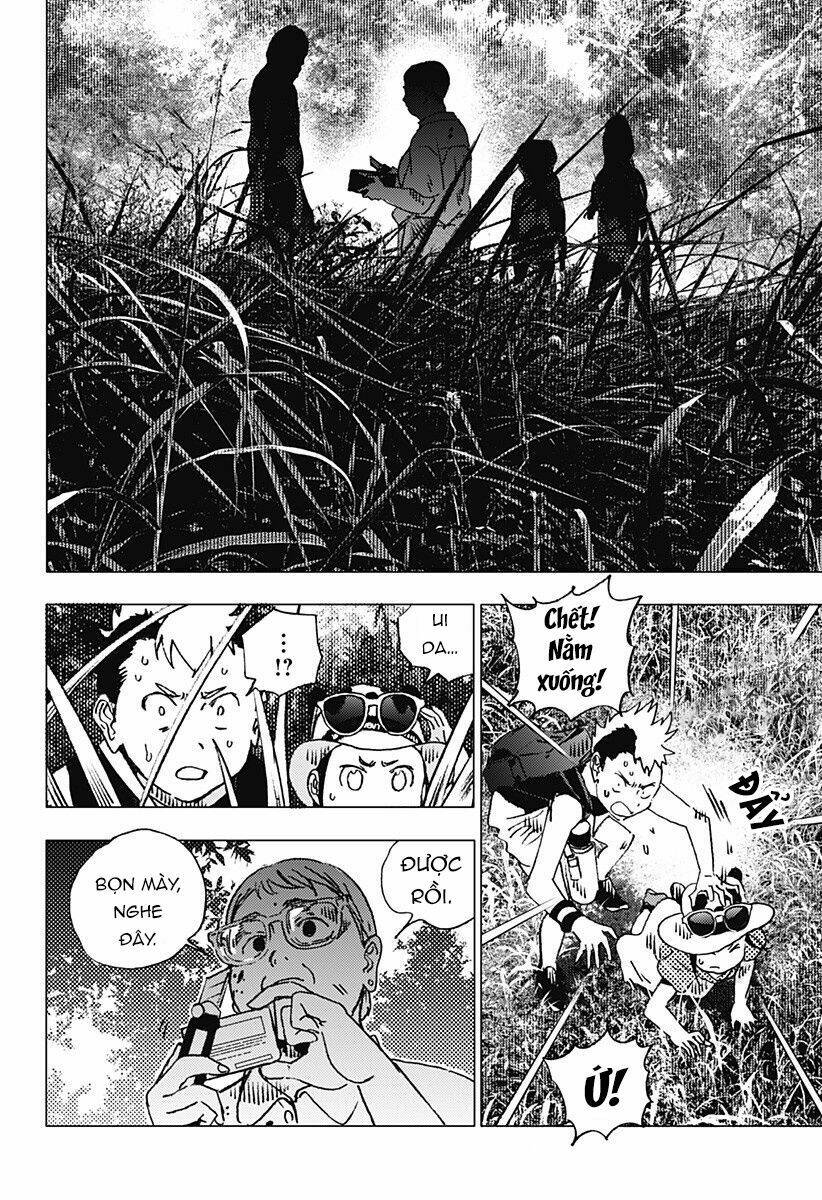 Chết!
Nằm
xuống!
ĐẨY
Ứ!
UI
DA...
...
!?
ĐƯỢC
RỒI.
BỌN MÀY,
NGHE
ĐÂY.